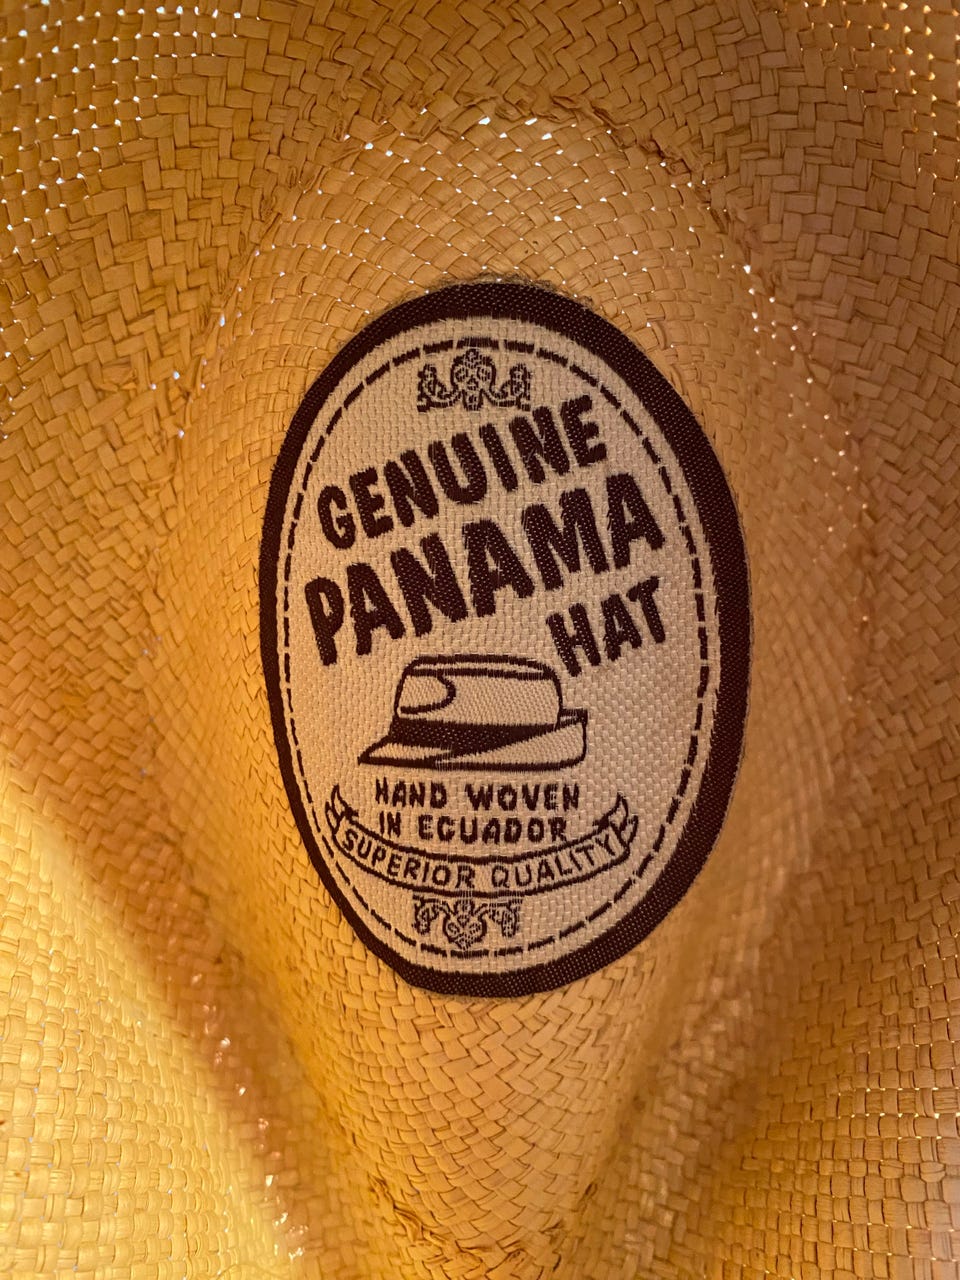 GENUINE
PANAMA
HAT
HAND WOVEN
IN ECUADOR
SUPERIOR QUALITY